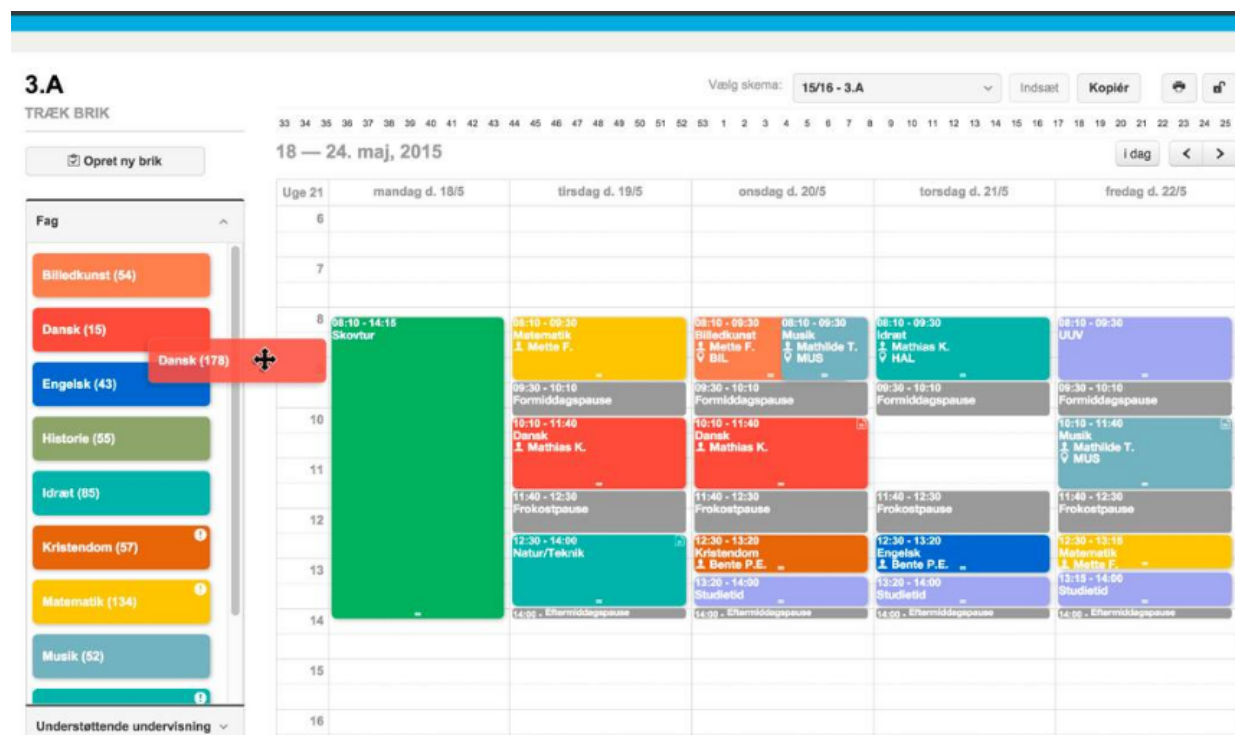 3.A
TRÆK BRIK
Vælg skema:
15/16 - 3.A
Indsæt
Kopiér
33 34 35 36 37 38 39 40 41 42 43 44 45 46 47 48 49 50 51 52 53 1 2 3 4 5 6 7 8 9 10 11 12 13 14 15 16 17 18 19 20 21 22 23 24 25
Opret ny brik
18 — 24. maj, 2015
i dag
Uge 21
mandag d. 18/5
tirsdag d. 19/5
onsdag d. 20/5
torsdag d. 21/5
fredag d. 22/5
Fag
Billedkunst (54)
Dansk (15)
Dansk (178)
Engelsk (43)
Historie (55)
Idræt (85)
Kristendom (57)
Matematik (134)
Musik (52)
Understøttende undervisning
6
7
8
10
11
12
13
14
15
16
08:10 - 14:15
Skovtur
08:10 - 09:30
Matematik
Mette F.
09:30 - 10:10
Formiddagspause
10:10 - 11:40
Dansk
Mathias K.
11:40 - 12:30
Frokostpause
12:30 - 14:00
Natur/Teknik
14:00 - Eftermiddagspause
08:10 - 09:30
Billedkunst
Mette F.
BIL
08:10 - 09:30
Musik
Mathilde T.
MUS
09:30 - 10:10
Formiddagspause
10:10 - 11:40
Dansk
Mathias K.
11:40 - 12:30
Frokostpause
12:30 - 13:20
Kristendom
Bente P.E.
13:20 - 14:00
Studietid
14:00 - Eftermiddagspause
08:10 - 09:30
Idræt
Mathias K.
HAL
09:30 - 10:10
Formiddagspause
11:40 - 12:30
Frokostpause
12:30 - 13:20
Engelsk
Bente P.E.
13:20 - 14:00
Studietid
14:00 - Eftermiddagspause
08:10 - 09:30
UUV
09:30 - 10:10
Formiddagspause
10:10 - 11:40
Musik
Mathilde T.
MUS
11:40 - 12:30
Frokostpause
12:30 - 13:15
Matematik
Mette F.
13:15 - 14:00
Studietid
14:00 - Eftermiddagspause